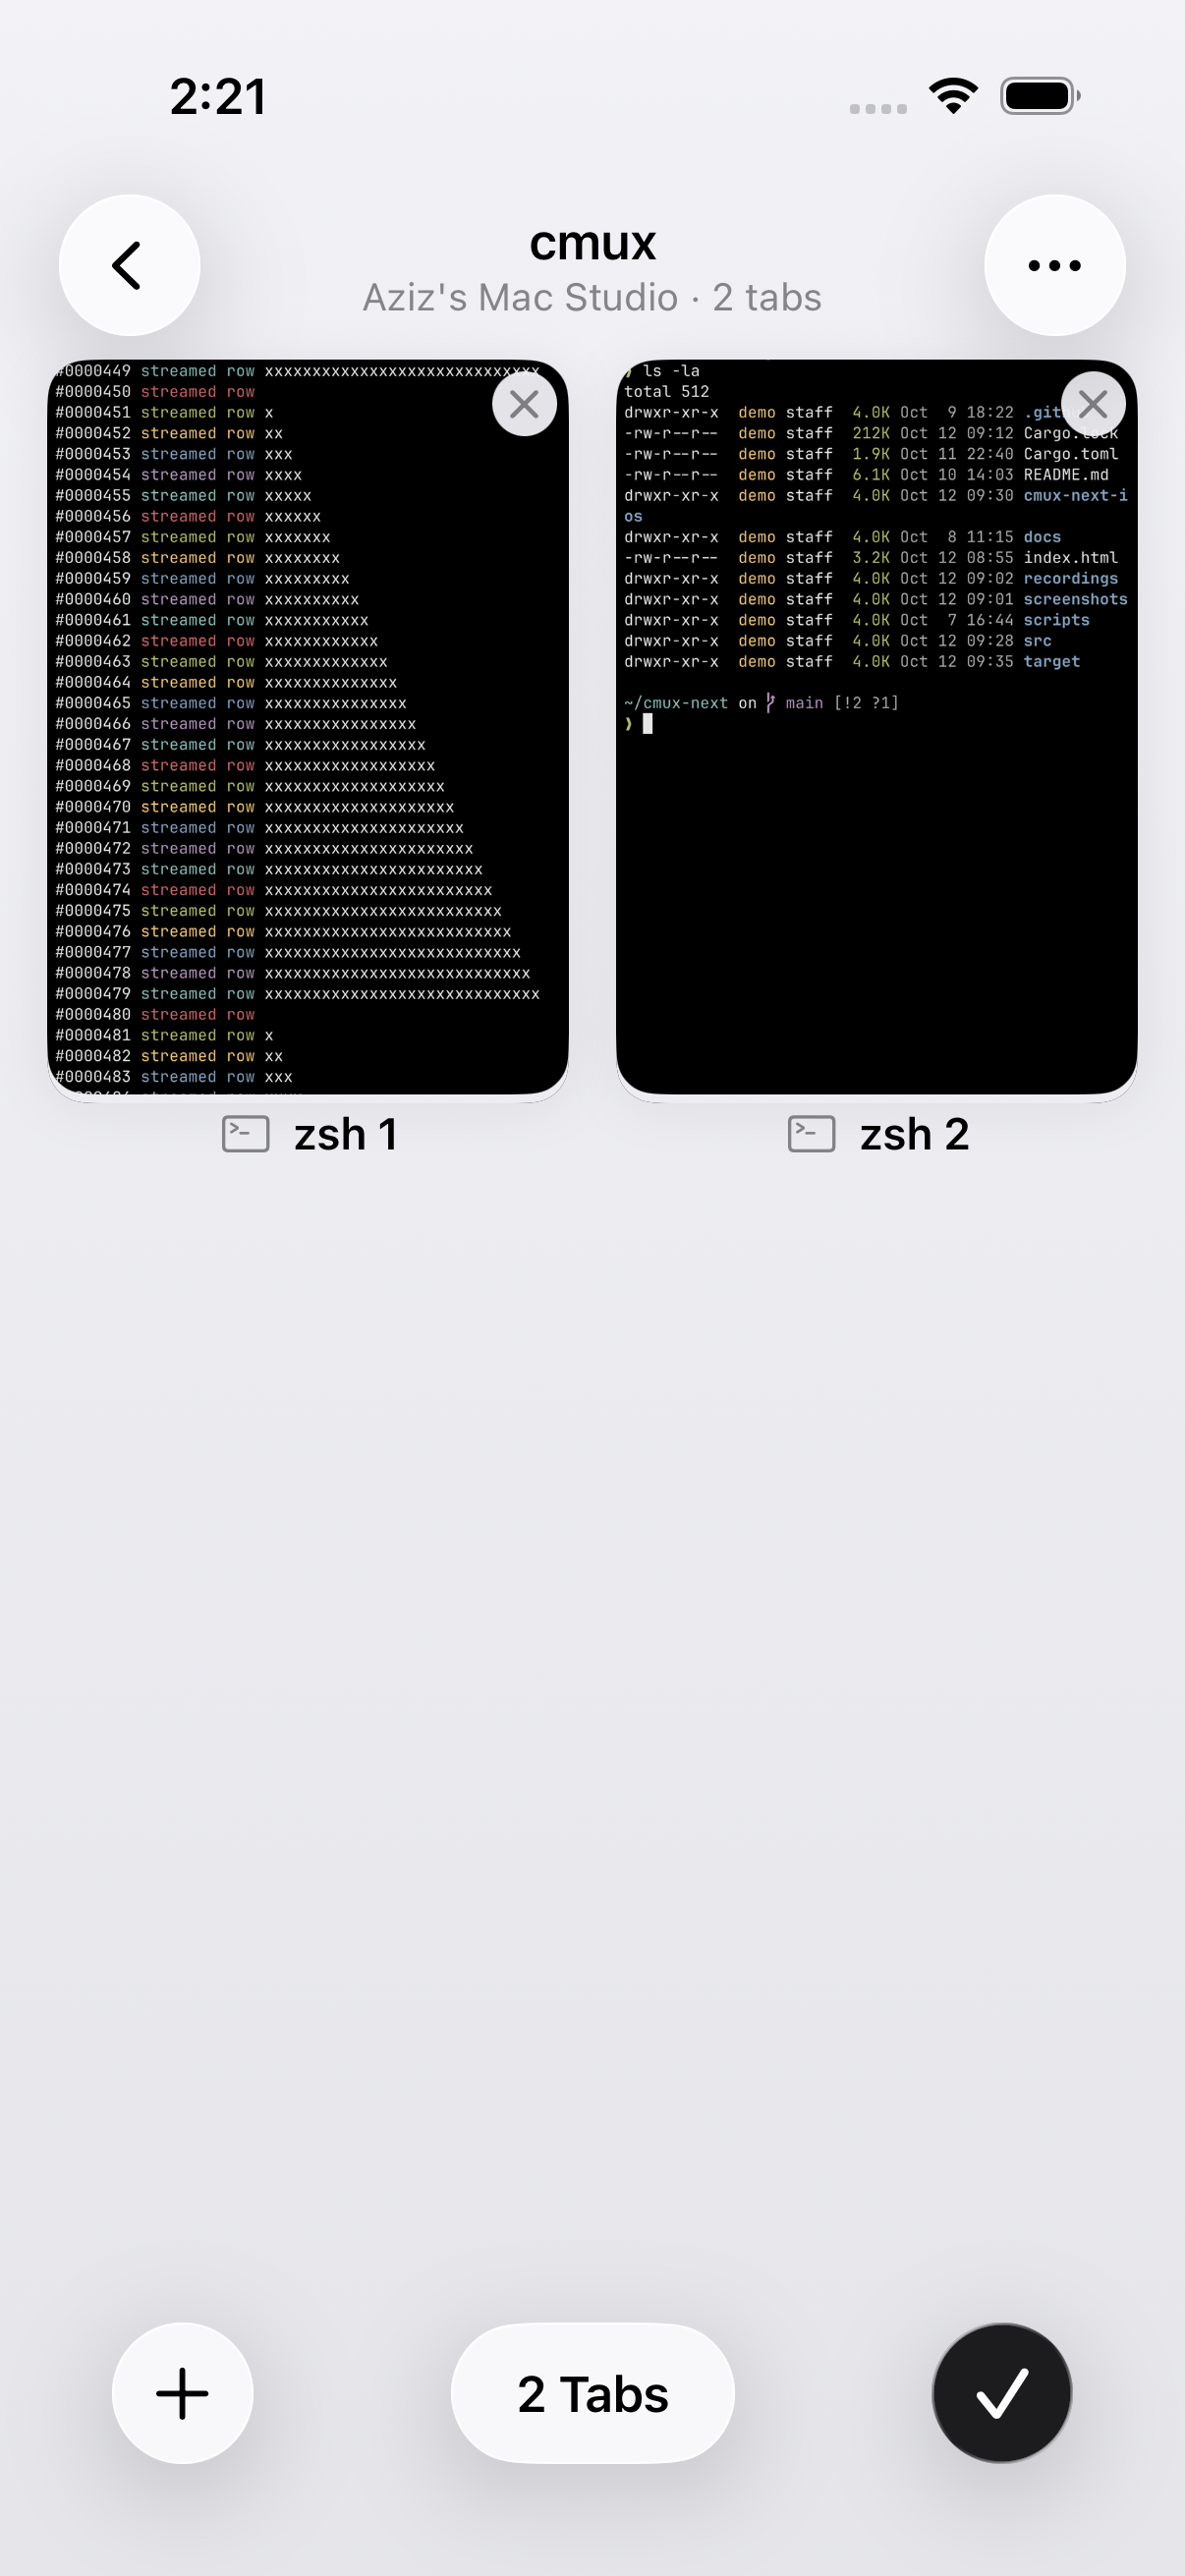 2:21
cmux
Aziz's Mac Studio · 2 tabs
#0000449 streamed row xxxxxxxxxxxxxxxxxxxxxxxxxxxxx
#0000450 streamed row
#0000451 streamed row x
#0000452 streamed row xx
#0000453 streamed row xxx
#0000454 streamed row xxxx
#0000455 streamed row xxxxx
#0000456 streamed row xxxxxx
#0000457 streamed row xxxxxxx
#0000458 streamed row xxxxxxxx
#0000459 streamed row xxxxxxxxx
#0000460 streamed row xxxxxxxxxx
#0000461 streamed row xxxxxxxxxxx
#0000462 streamed row xxxxxxxxxxxx
#0000463 streamed row xxxxxxxxxxxxx
#0000464 streamed row xxxxxxxxxxxxxx
#0000465 streamed row xxxxxxxxxxxxxxx
#0000466 streamed row xxxxxxxxxxxxxxxx
#0000467 streamed row xxxxxxxxxxxxxxxxx
#0000468 streamed row xxxxxxxxxxxxxxxxxx
#0000469 streamed row xxxxxxxxxxxxxxxxxxx
#0000470 streamed row xxxxxxxxxxxxxxxxxxxx
#0000471 streamed row xxxxxxxxxxxxxxxxxxxxx
#0000472 streamed row xxxxxxxxxxxxxxxxxxxxxx
#0000473 streamed row xxxxxxxxxxxxxxxxxxxxxxx
#0000474 streamed row xxxxxxxxxxxxxxxxxxxxxxxx
#0000475 streamed row xxxxxxxxxxxxxxxxxxxxxxxxx
#0000476 streamed row xxxxxxxxxxxxxxxxxxxxxxxxxx
#0000477 streamed row xxxxxxxxxxxxxxxxxxxxxxxxxxx
#0000478 streamed row xxxxxxxxxxxxxxxxxxxxxxxxxxxx
#0000479 streamed row xxxxxxxxxxxxxxxxxxxxxxxxxxxxx
#0000480 streamed row
#0000481 streamed row x
#0000482 streamed row xx
#0000483 streamed row xxx
zsh 1
❯ ls -la
total 512
drwxr-xr-x  demo staff  4.0K Oct  9 18:22
-rw-r--r--  demo staff  212K Oct 12 09:12 Cargo.lock
-rw-r--r--  demo staff  1.9K Oct 11 22:40 Cargo.toml
-rw-r--r--  demo staff  6.1K Oct 10 14:03 README.md
drwxr-xr-x  demo staff  4.0K Oct 12 09:30 cmux-next-i
os
drwxr-xr-x  demo staff  4.0K Oct  8 11:15 docs
-rw-r--r--  demo staff  3.2K Oct 12 08:55 index.html
drwxr-xr-x  demo staff  4.0K Oct 12 09:02 recordings
drwxr-xr-x  demo staff  4.0K Oct 12 09:01 screenshots
drwxr-xr-x  demo staff  4.0K Oct  7 16:44 scripts
drwxr-xr-x  demo staff  4.0K Oct 12 09:28 src
drwxr-xr-x  demo staff  4.0K Oct 12 09:35 target
~/cmux-next on main [!2 ?1]
❯
zsh 2
2 Tabs